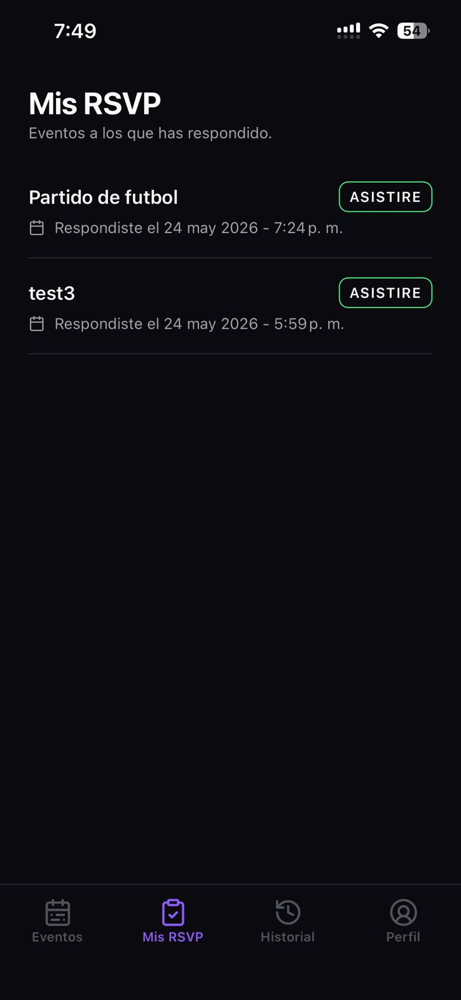 7:49
54
Mis RSVP
Eventos a los que has respondido.
Partido de futbol
ASISTIRE
Respondiste el 24 may 2026 - 7:24 p. m.
test3
ASISTIRE
Respondiste el 24 may 2026 - 5:59 p. m.
Eventos
Mis RSVP
Historial
Perfil